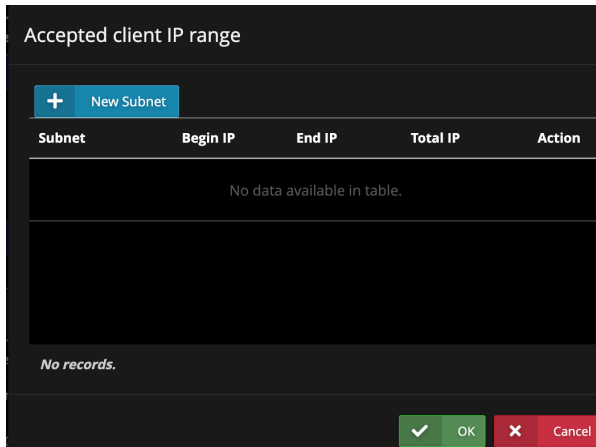 Accepted client IP range
New Subnet
Subnet Begin IP End IP Total IP Action
No data available in table.
No records.
OK Cancel